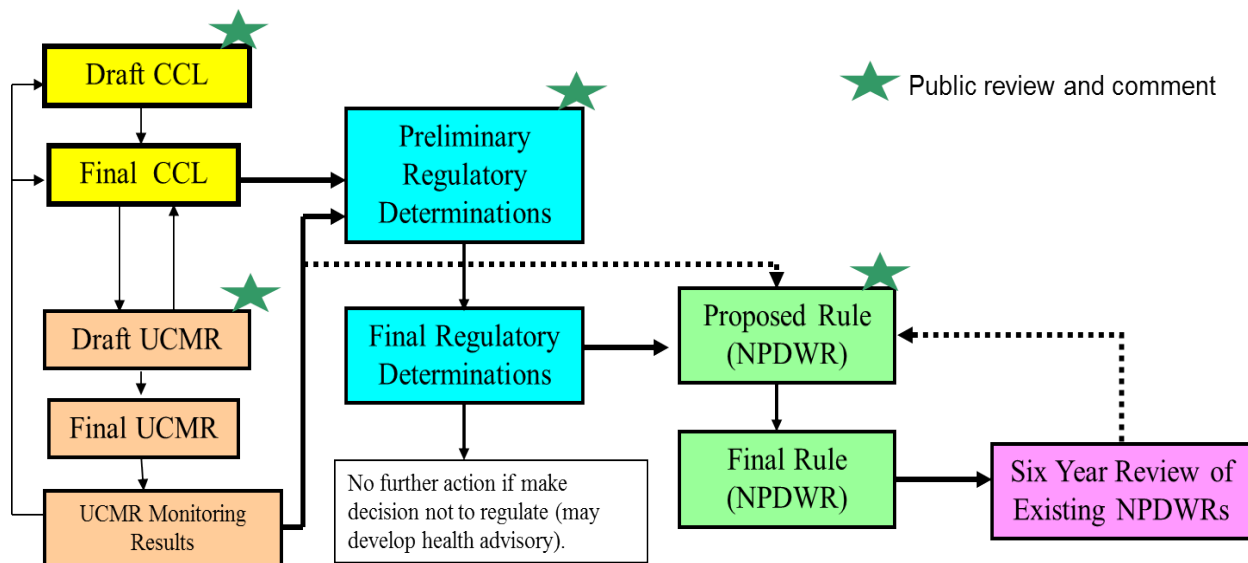 Draft CCL
Final CCL
Draft UCMR
Final UCMR
UCMR Monitoring
Results
Preliminary
Regulatory
Determinations
Final Regulatory
Determinations
No further action if make
decision not to regulate (may
develop health advisory).
Public review and comment
Proposed Rule
(NPDWR)
Final Rule
(NPDWR)
Six Year Review of
Existing NPDWRs